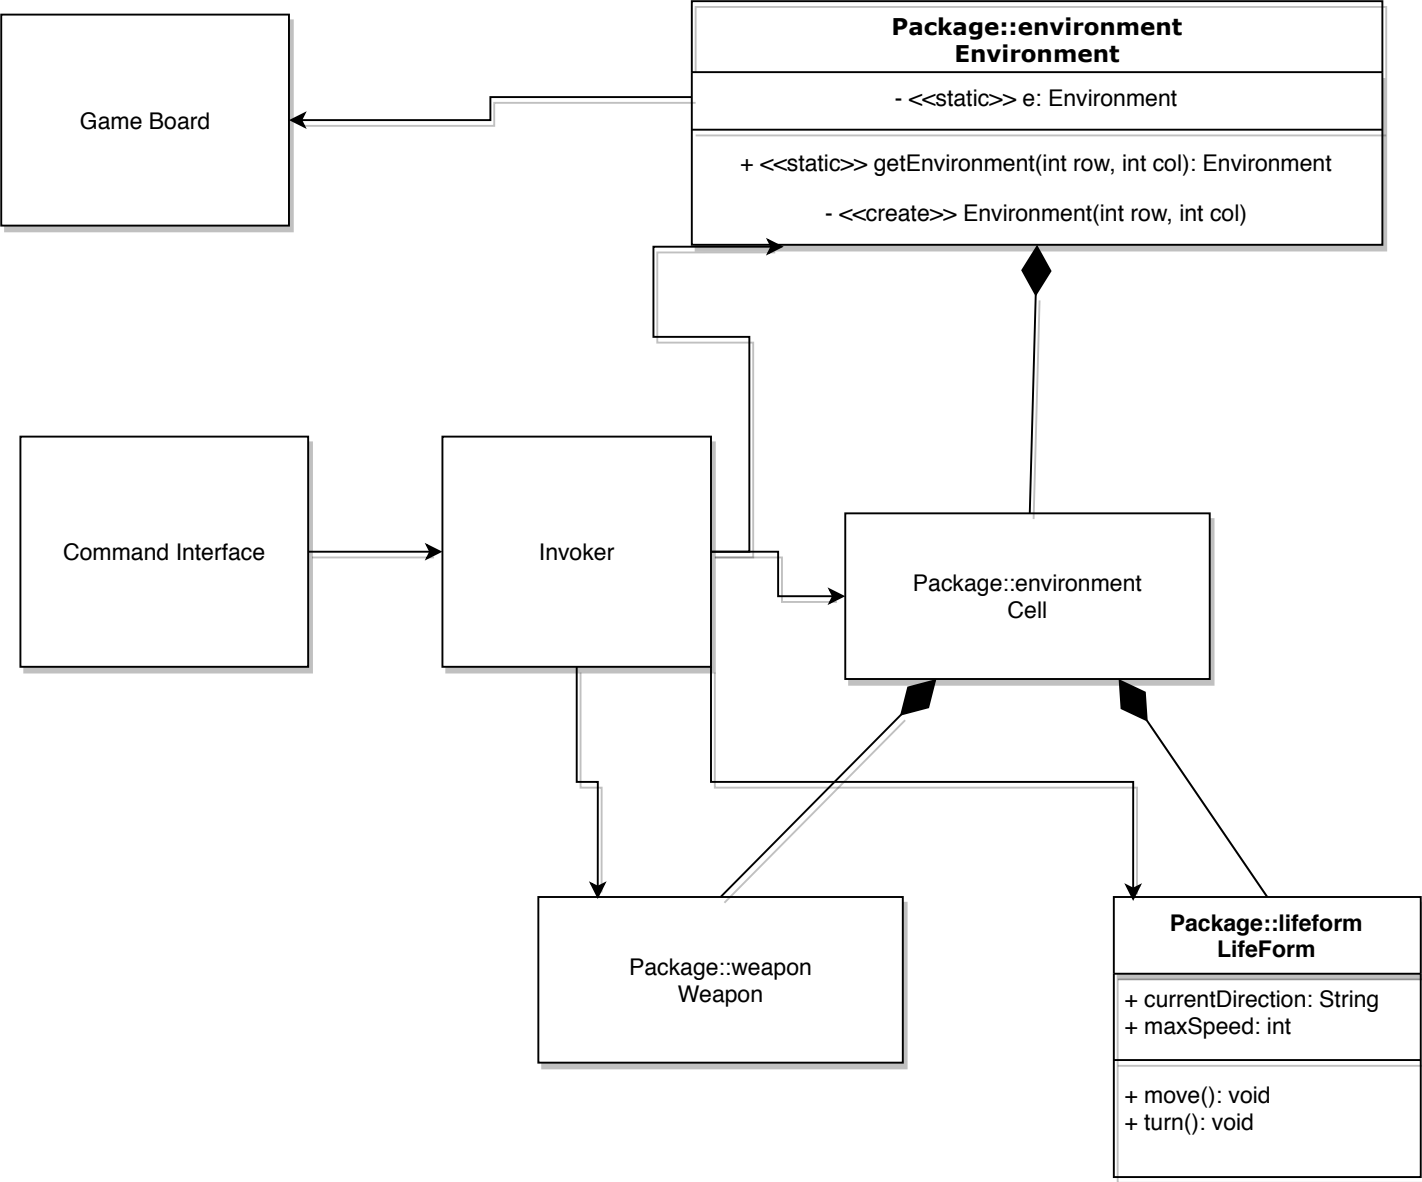 Package::environment
Environment
- <<static>> e: Environment
+ <<static>> getEnvironment(int row, int col): Environment
- <<create>> Environment(int row, int col)
Game Board
Command Interface
Invoker
Package::environment
Cell
Package::weapon
Weapon
Package::lifeform
LifeForm
+ currentDirection: String
+ maxSpeed: int
+ move(): void
+ turn(): void